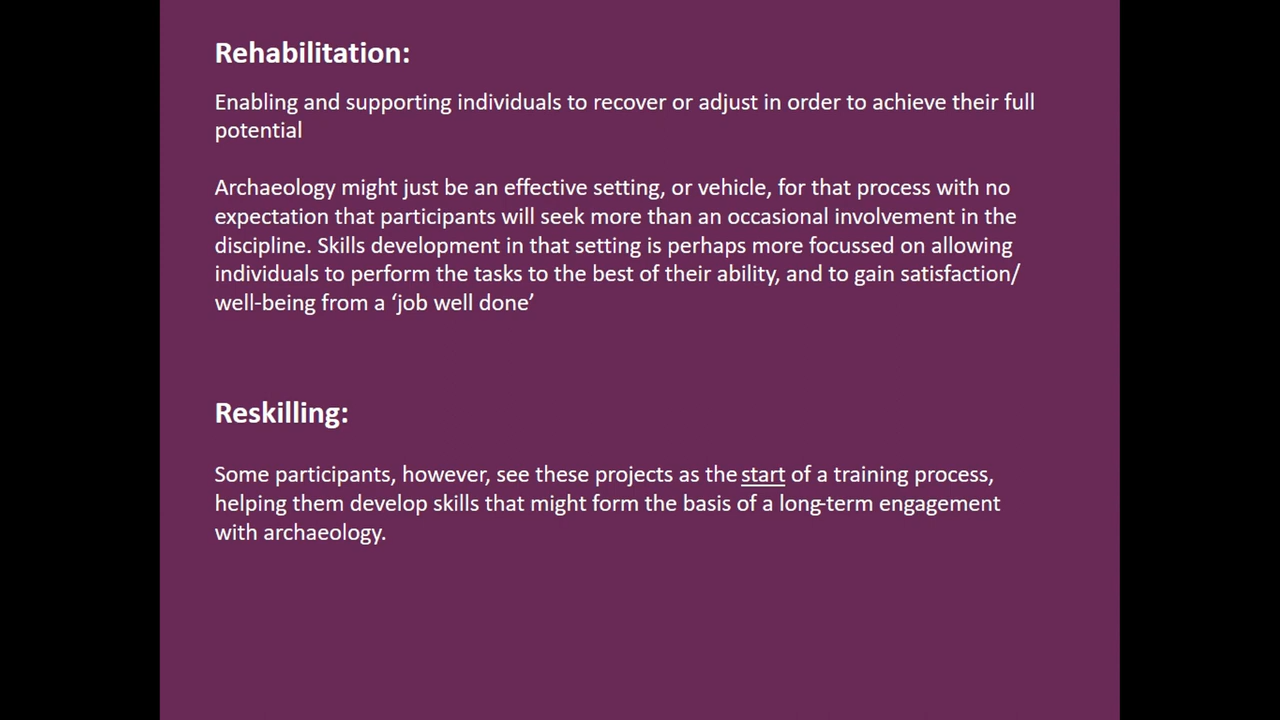 Rehabilitation:
Enabling and supporting individuals to recover or adjust in order to achieve their full
potential
Archaeology might just be an effective setting, or vehicle, for that process with no
expectation that participants will seek more than an occasional involvement in the
discipline. Skills development in that setting is perhaps more focussed on allowing
individuals to perform the tasks to the best of their ability, and to gain satisfaction/
well-being from a ‘job well done’
Reskilling:
Some participants, however, see these projects as the start of a training process,
helping them develop skills that might form the basis of a long-term engagement
with archaeology.